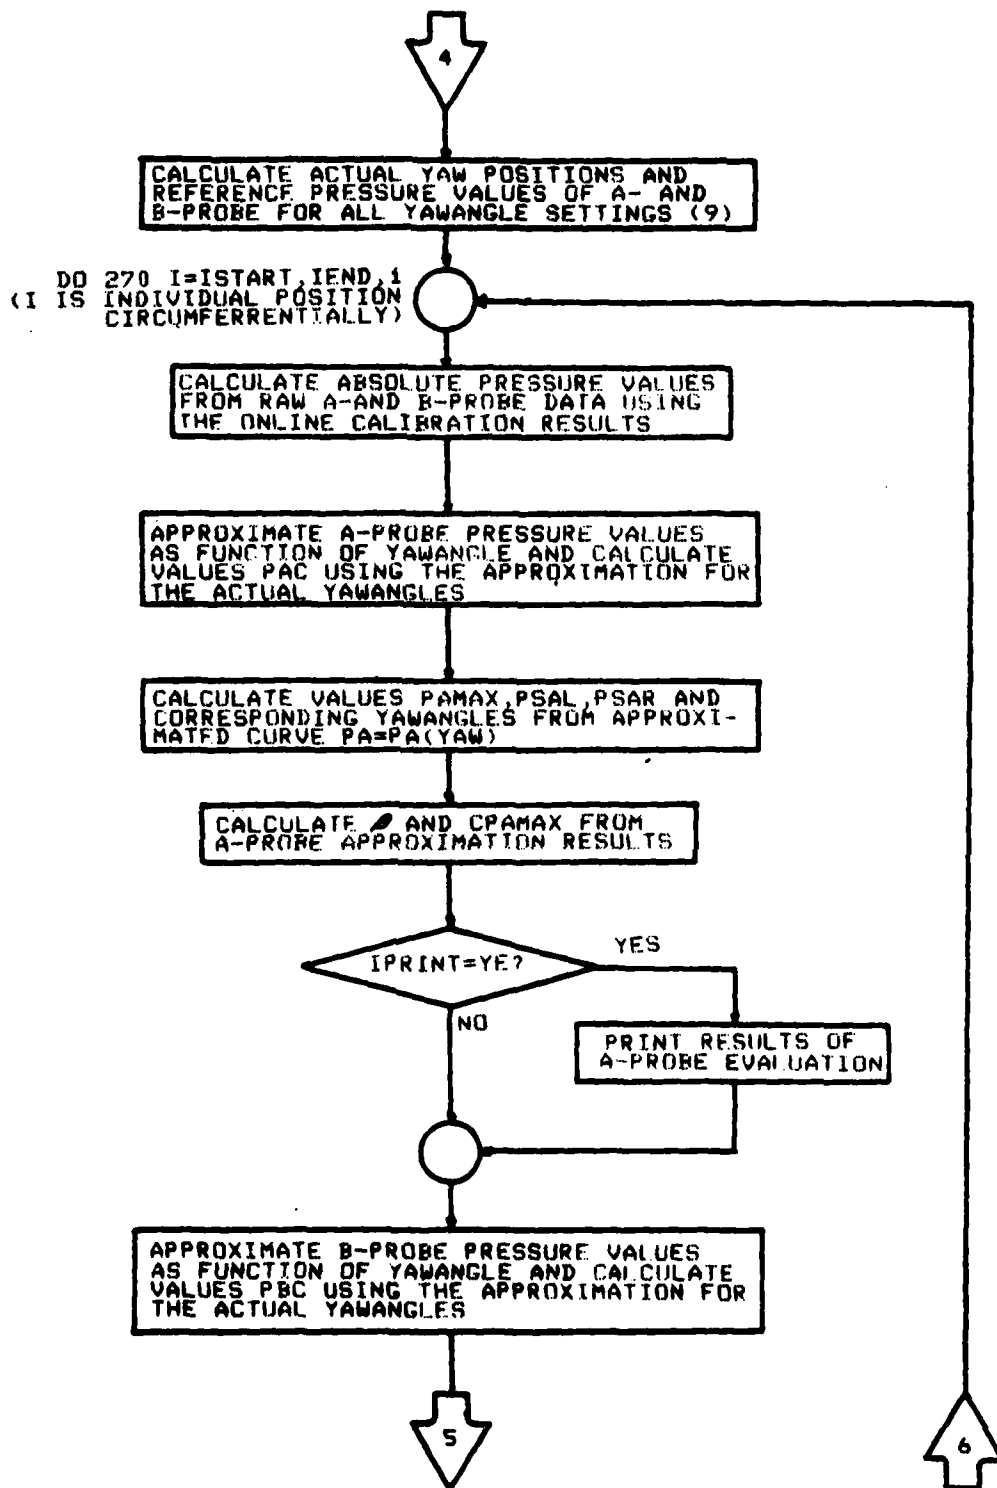 4
CALCULATE ACTUAL YAW POSITIONS AND
REFERENCE PRESSURE VALUES OF A- AND
B-PROBE FOR ALL YAWANGLE SETTINGS (9)
DO 270 I=ISTART,IEND,1
(I IS INDIVIDUAL POSITION
CIRCUMFERRENTIALLY)
CALCULATE ABSOLUTE PRESSURE VALUES
FROM RAW A-AND B-PROBE DATA USING
THE ONLINE CALIBRATION RESULTS
APPROXIMATE A-PROBE PRESSURE VALUES
AS FUNCTION OF YAWANGLE AND CALCULATE
VALUES PAC USING THE APPROXIMATION FOR
THE ACTUAL YAWANGLES
CALCULATE VALUES PAMAX,PSAL,PSAR AND
CORRESPONDING YAWANGLES FROM APPROXI-
MATED CURVE PA=PA(YAW)
CALCULATE AND CPAMAX FROM
A-PROBE APPROXIMATION RESULTS
IPRINT=YE?
YES
NO
PRINT RESULTS OF
A-PROBE EVALUATION
APPROXIMATE B-PROBE PRESSURE VALUES
AS FUNCTION OF YAWANGLE AND CALCULATE
VALUES PBC USING THE APPROXIMATION FOR
THE ACTUAL YAWANGLES
5
6